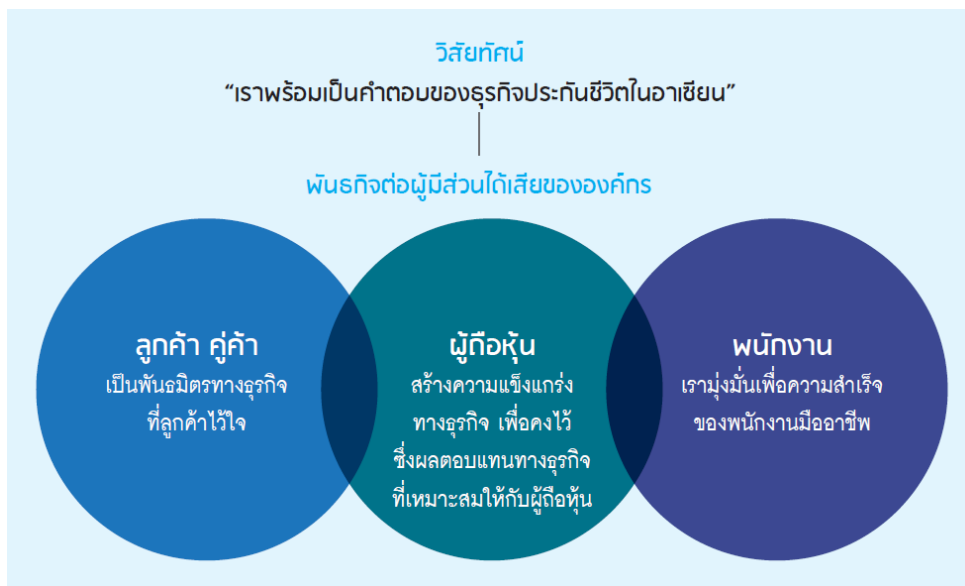 วิสัยทัศน์
“เราพร้อมเป็นคำตอบของธุรกิจประกันชีวิตในอาเซียน”
พันธกิจต่อผู้มีส่วนได้เสียขององค์กร
ลูกค้า คู่ค้า
เป็นพันธมิตรทางธุรกิจ
ที่ลูกค้าไว้ใจ
ผู้ถือหุ้น
สร้างความแข็งแกร่ง
ทางธุรกิจ เพื่อคงไว้
ซึ่งผลตอบแทนทางธุรกิจ
ที่เหมาะสมให้กับผู้ถือหุ้น
พนักงาน
เรามุ่งมั่นเพื่อความสำเร็จ
ของพนักงานมืออาชีพ